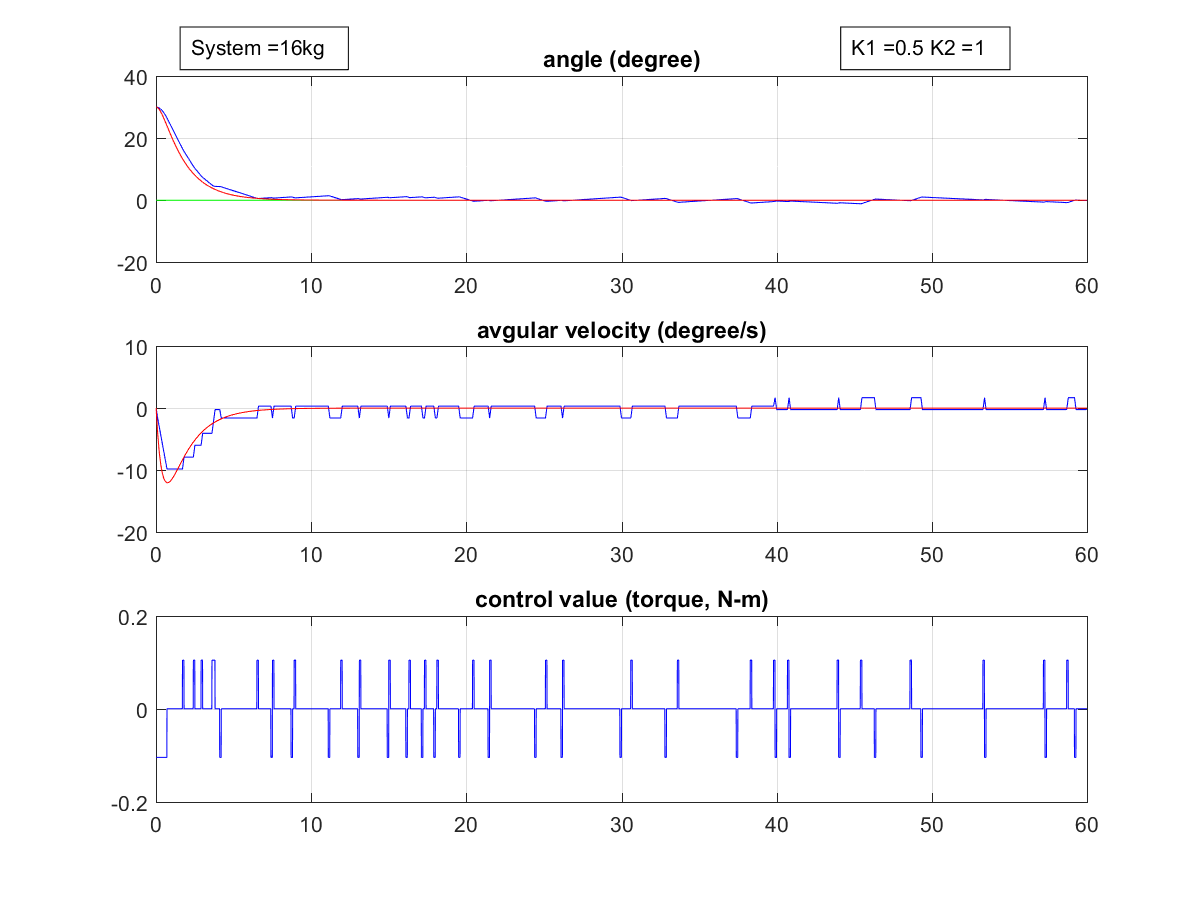 System =16kg
K1 =0.5 K2 =1
angle (degree)
40
20
0
-20
0 10 20 30 40 50 60
avgular velocity (degree/s)
10
0
-10
-20
0 10 20 30 40 50 60
control value (torque, N-m)
0.2
0
-0.2
0 10 20 30 40 50 60